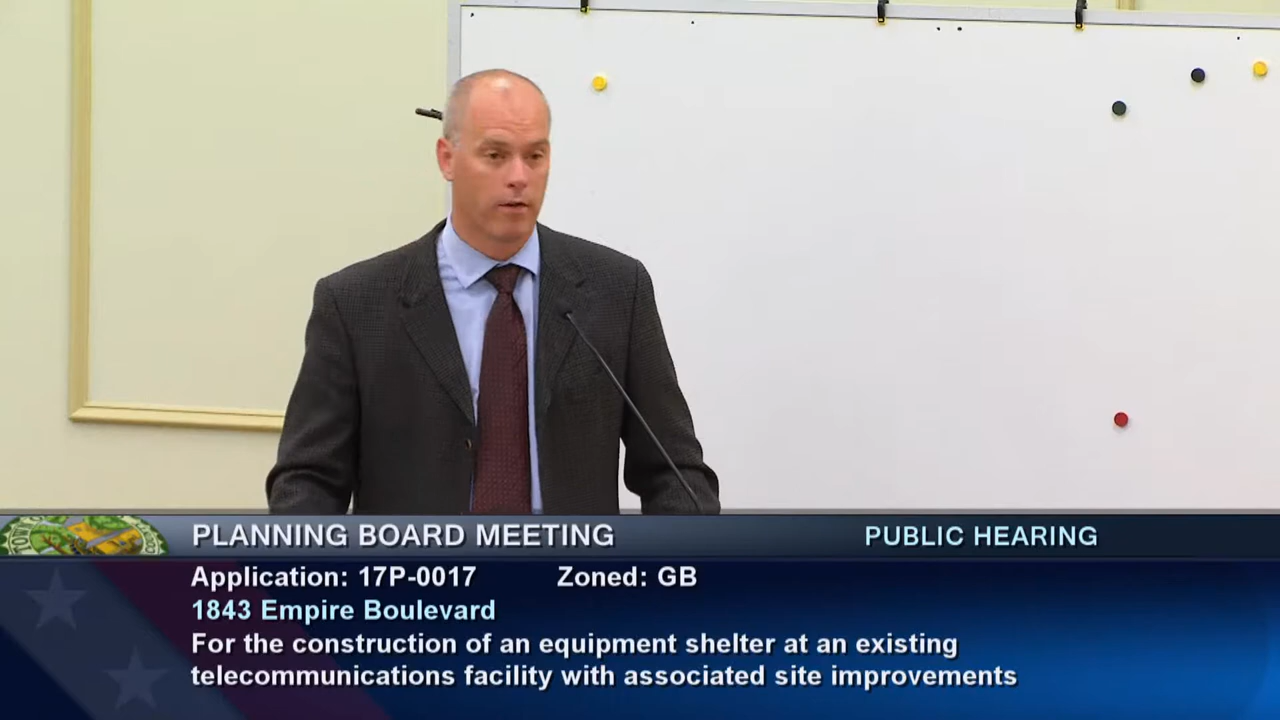 PLANNING BOARD MEETING PUBLIC HEARING
Application: 17P-0017 Zoned: GB
1843 Empire Boulevard
For the construction of an equipment shelter at an existing
telecommunications facility with associated site improvements